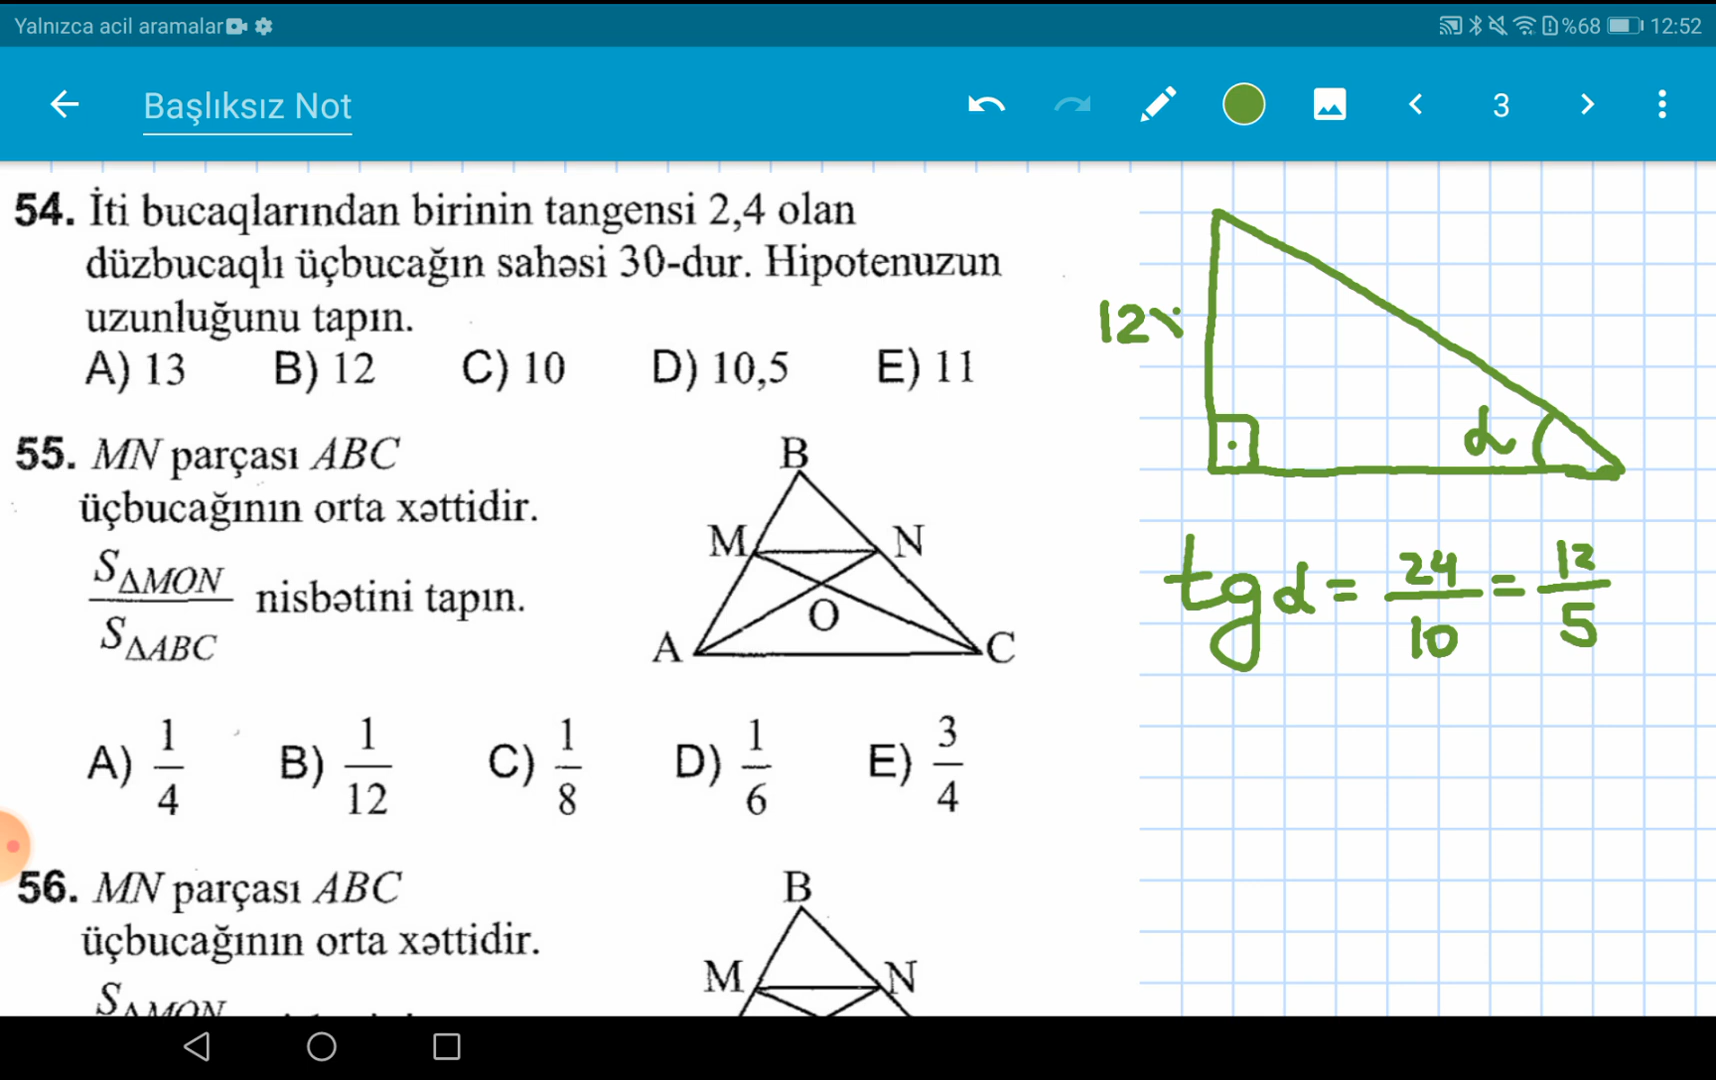 Yalnızca acil aramalar
%68 12:52
Başlıksız Not
3
54. İti bucaqlarından birinin tangensi 2,4 olan
düzbucaqlı üçbucağın sahəsi 30-dur. Hipotenuzun
uzunluğunu tapın.
A) 13 B) 12 C) 10 D) 10,5 E) 11
55. MN parçası ABC
üçbucağının orta xəttidir.
S△MON
S△ABC
nisbətini tapın.
B
M N
O
A C
A) 1/4 B) 1/12 C) 1/8 D) 1/6 E) 3/4
56. MN parçası ABC
üçbucağının orta xəttidir.
S△MON
B
M N
12x
α
tgα = 24/10 = 12/5